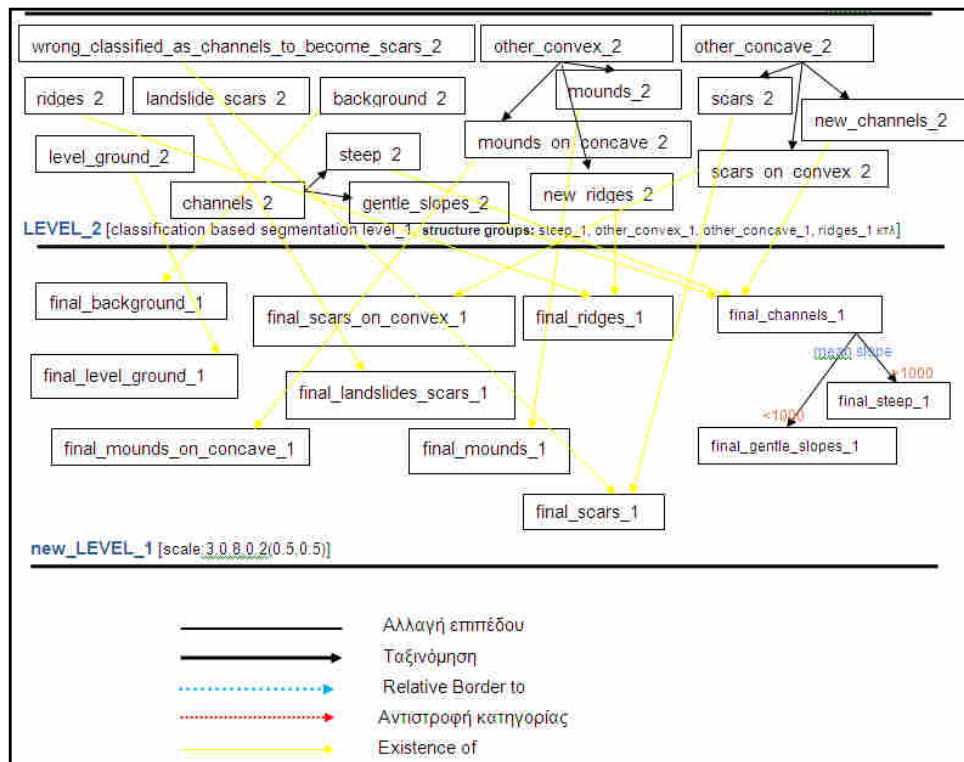 wrong_classified_as_channels_to_become_scars_2 other_convex_2 other_concave_2
ridges_2 landslide_scars_2 background_2 mounds_2 scars_2
new_channels_2
level_ground_2 steep_2 mounds_on_concave_2
scars_on_convex_2
channels_2 gentle_slopes_2 new_ridges_2
LEVEL_2 [classification based segmentation level_1, structure groups: steep_1, other_convex_1, other_concave_1, ridges_1 κτλ]
final_background_1 final_scars_on_convex_1 final_ridges_1 final_channels_1
mean slope
final_level_ground_1 final_landslides_scars_1 >1000
final_steep_1
<1000
final_mounds_on_concave_1 final_mounds_1 final_gentle_slopes_1
final_scars_1
new_LEVEL_1 [scale:3,0.8,0.2(0.5,0.5)]
Αλλαγή επιπέδου
Ταξινόμηση
Relative Border to
Αντιστροφή κατηγορίας
Existence of